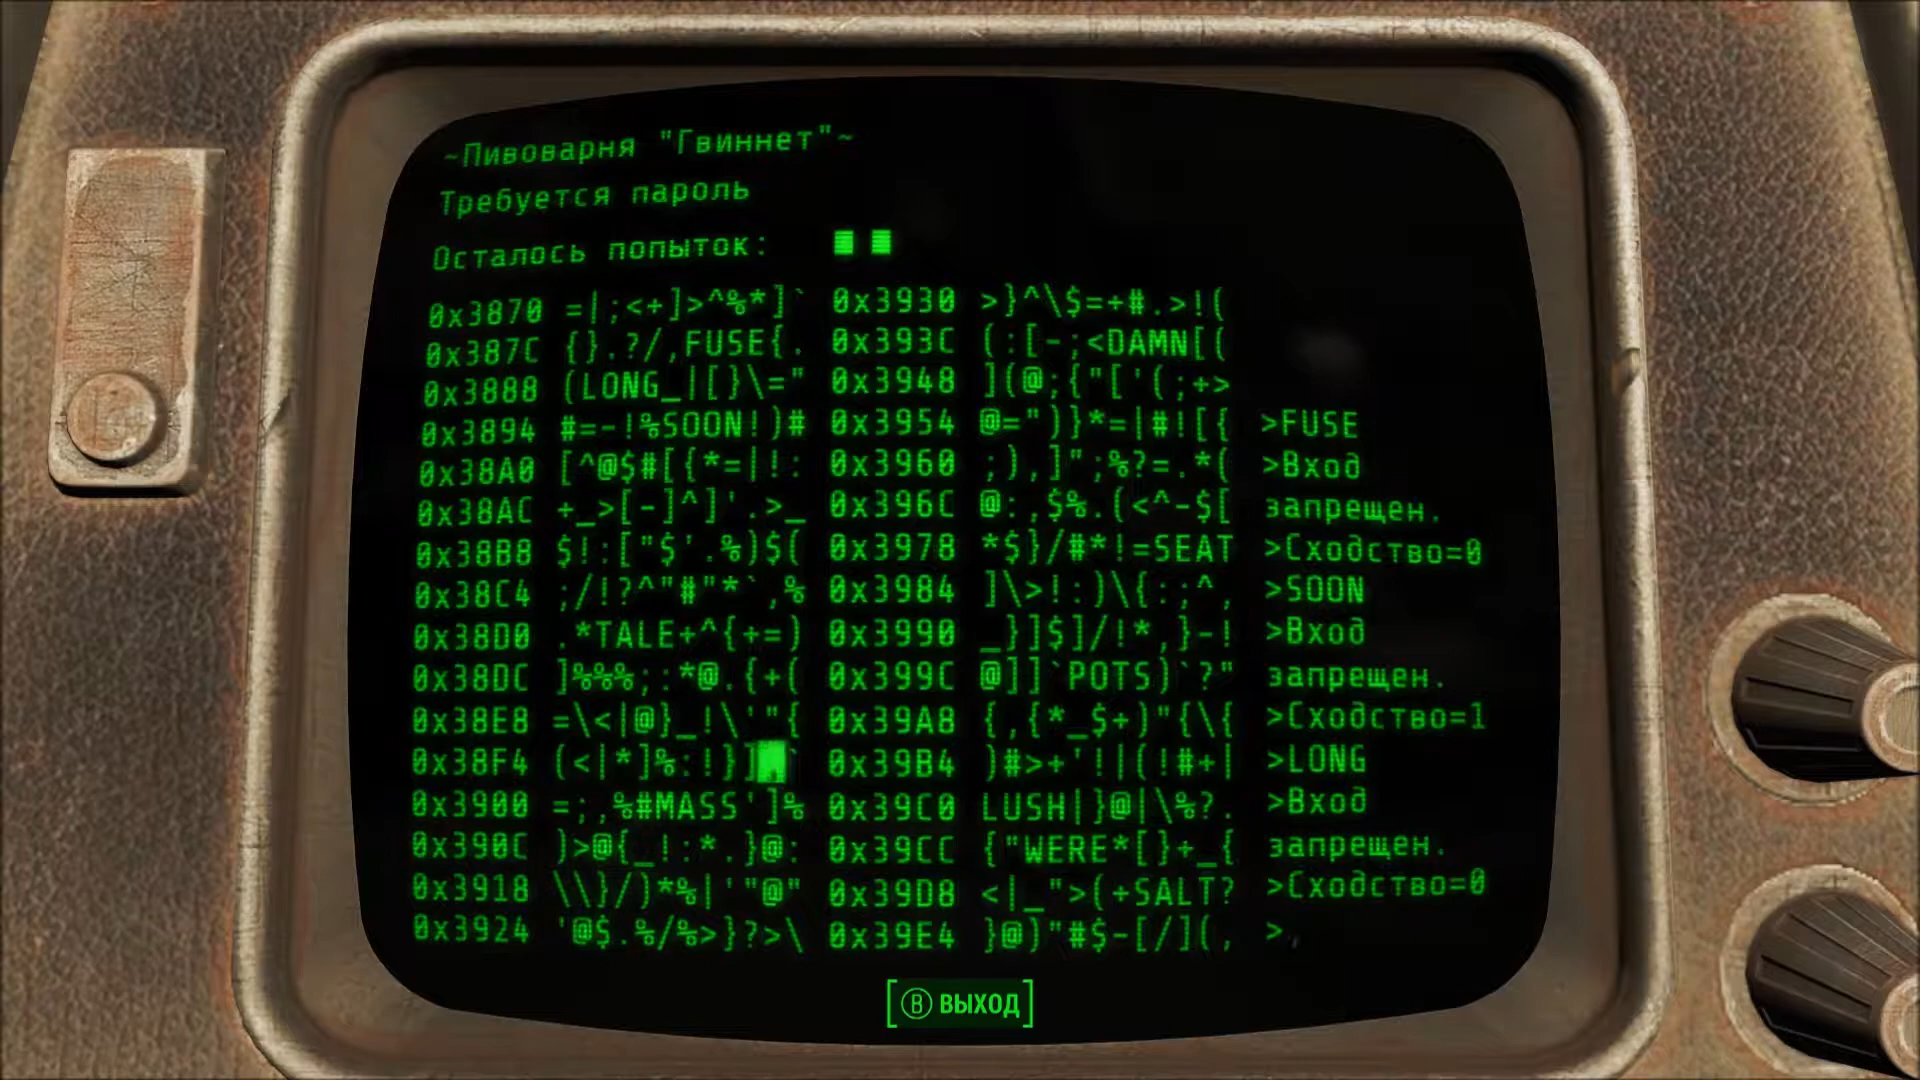 ~Пивоварня "Гвиннет"~
Требуется пароль
Осталось попыток:
0x3870 =|;<+]>^%*]`
0x387C {}.?/,FUSE{.
0x3888 (LONG_|[}\="
0x3894 #=-!%SOON!)#
0x38A0 [^@$#[{*=|!:
0x38AC +_>[-]^]'.>_
0x38B8 $!:["$'.%)$(
0x38C4 ;/!?^"#"*`,%
0x38D0 .*TALE+^{+=)
0x38DC ]%%%;:*@.{+(
0x38E8 =\<|@}_!\'"{
0x38F4 (<|*]%:!}]`
0x3900 =;,%#MASS']%
0x390C )>@{_!:*.}@:
0x3918 \\}/)*%|'"@"
0x3924 '@$.%/%>}?>\
0x3930 >}^\$=+#.>!(
0x393C (:[-;<DAMN[(
0x3948 ](@;{"['(;+>
0x3954 @=")}*=|#![{
0x3960 ;),]";%?=.*(
0x396C @:,$%.(<^-$[
0x3978 *$}/#*!=SEAT
0x3984 ]\>!:)\{:;^,
0x3990 _}]$]/!*,}-!
0x399C @]]`POTS)`?"
0x39A8 {,{*_$+)"{\{
0x39B4 )#>+'!|(!#+|
0x39C0 LUSH|}@|\%?.
0x39CC {"WERE*[}+_{
0x39D8 <|_">(+SALT?
0x39E4 }@)"#$-[/](,
>FUSE
>Вход
запрещен.
>Сходство=0
>SOON
>Вход
запрещен.
>Сходство=1
>LONG
>Вход
запрещен.
>Сходство=0
>
[Ⓑ ВЫХОД]